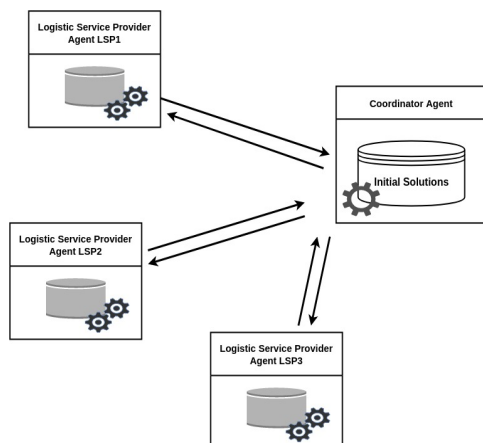 Logistic Service Provider
Agent LSP1
Coordinator Agent
Initial Solutions
Logistic Service Provider
Agent LSP2
Logistic Service Provider
Agent LSP3